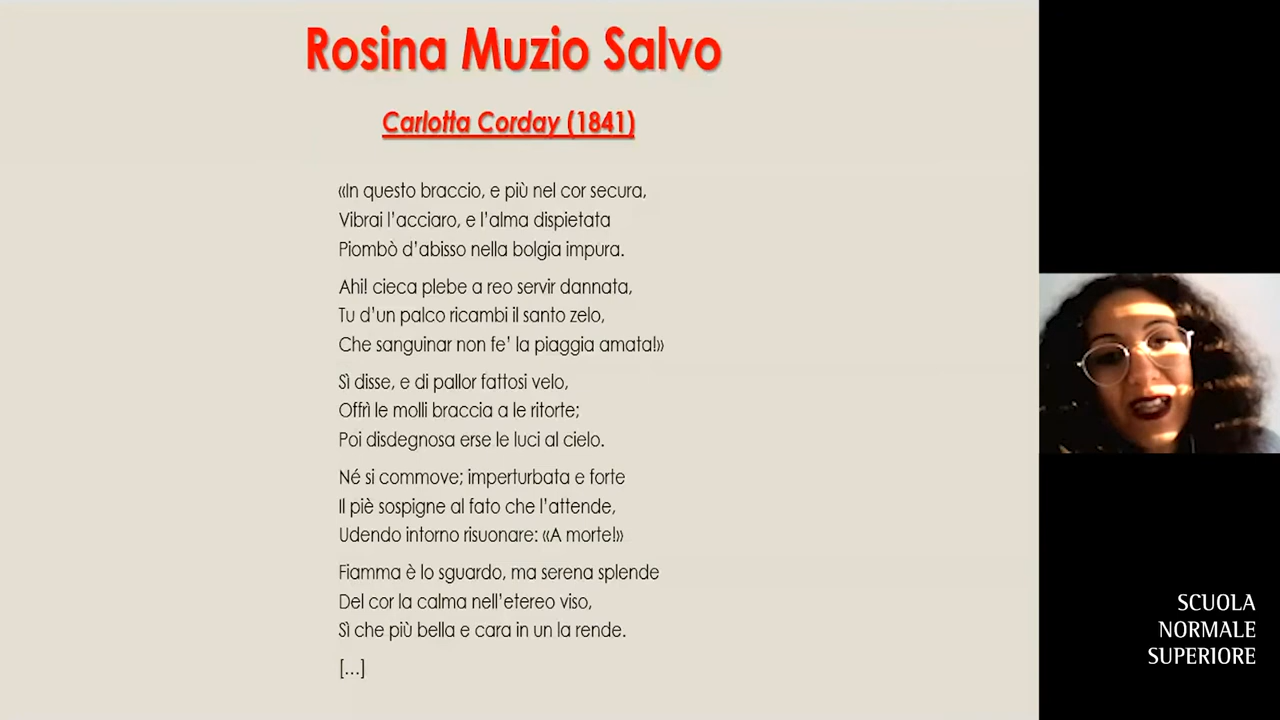 Rosina Muzio Salvo
Carlotta Corday (1841)
«In questo braccio, e più nel cor secura,
Vibrai l’acciaro, e l’alma dispietata
Piombò d’abisso nella bolgia impura.
Ahi! cieca plebe a reo servir dannata,
Tu d’un palco ricambi il santo zelo,
Che sanguinar non fe’ la piaggia amata!»
Sì disse, e di pallor fattosi velo,
Offrì le molli braccia a le ritorte;
Poi disdegnosa erse le luci al cielo.
Né si commove; imperturbata e forte
Il piè sospigne al fato che l’attende,
Udendo intorno risuonare: «A morte!»
Fiamma è lo sguardo, ma serena splende
Del cor la calma nell’etereo viso,
Sì che più bella e cara in un la rende.
[…]
SCUOLA
NORMALE
SUPERIORE